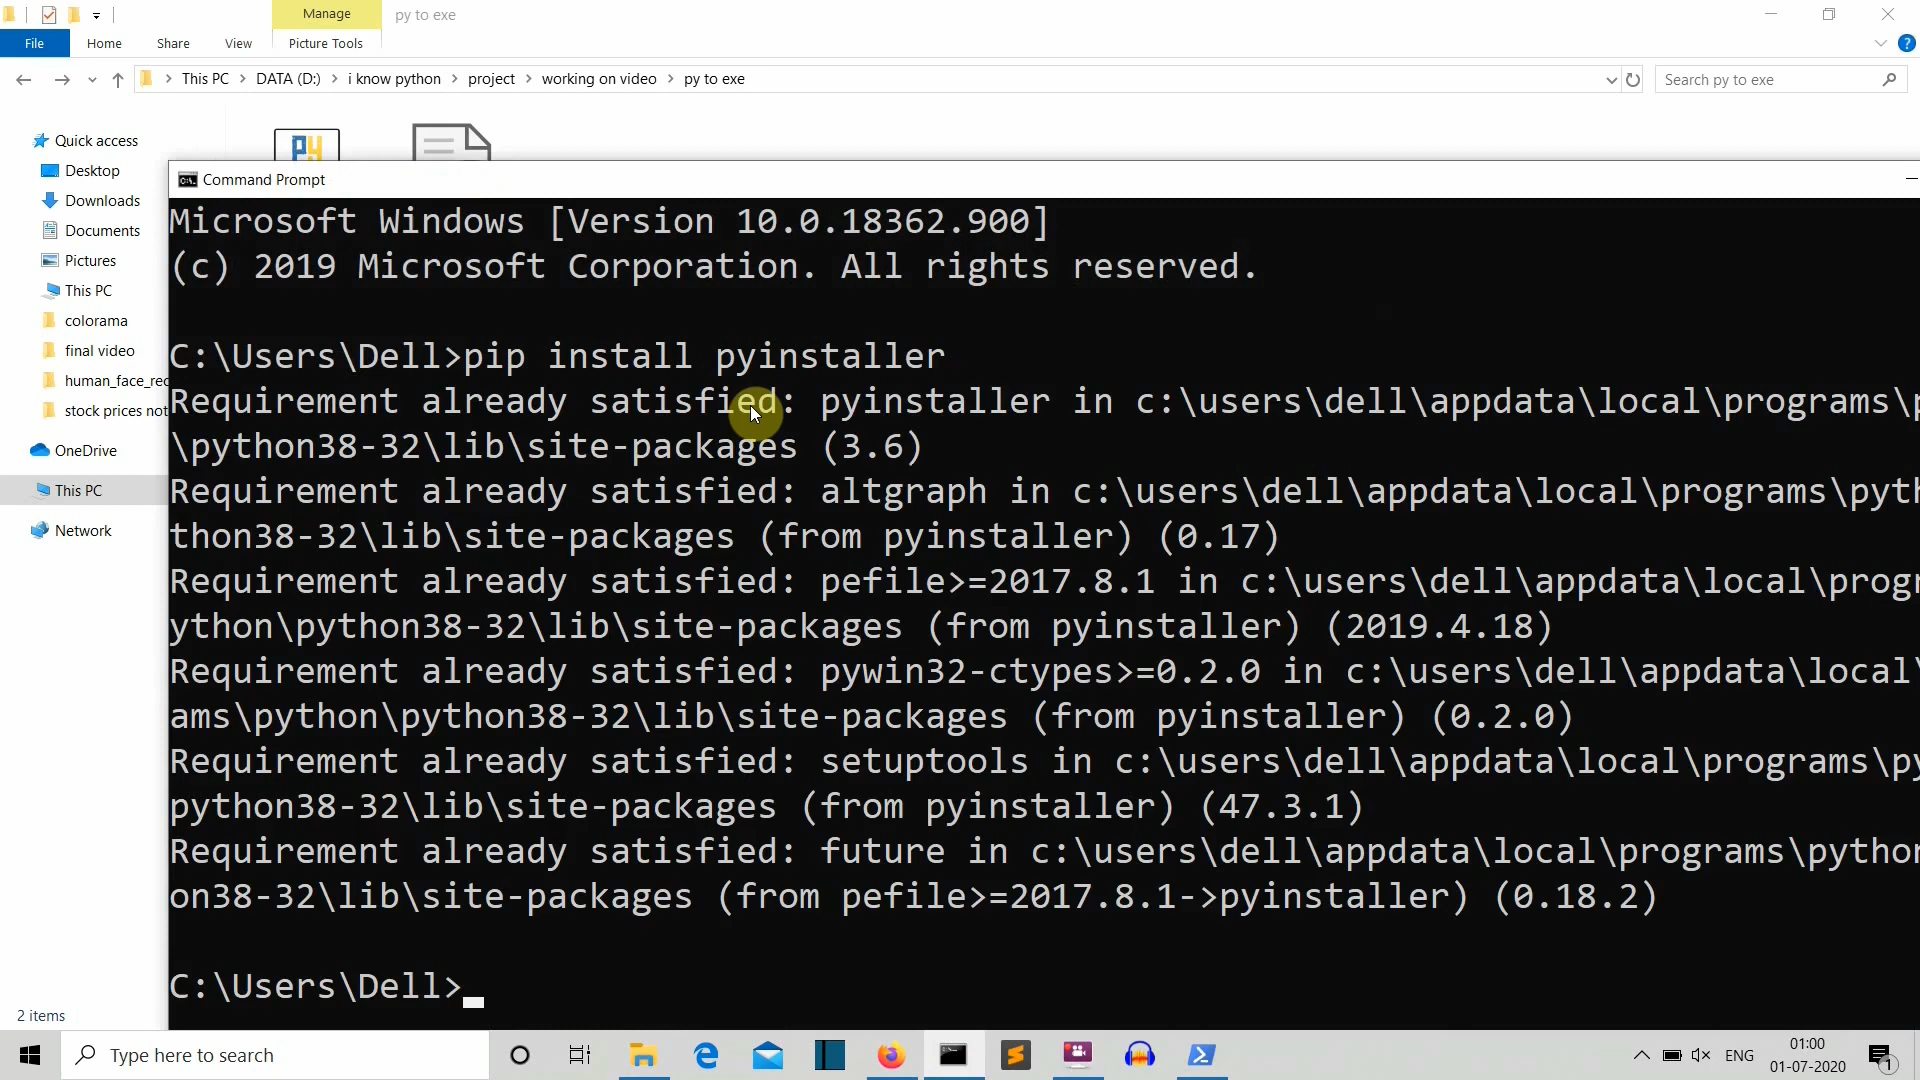 Manage
py to exe
File
Home
Share
View
Picture Tools
This PC > DATA (D:) > i know python > project > working on video > py to exe
Search py to exe
Quick access
Desktop
Downloads
Documents
Pictures
This PC
colorama
final video
human_face_rec
stock prices not
OneDrive
This PC
Network
2 items
PY
Command Prompt
Microsoft Windows [Version 10.0.18362.900]
(c) 2019 Microsoft Corporation. All rights reserved.
C:\Users\Dell>pip install pyinstaller
Requirement already satisfied: pyinstaller in c:\users\dell\appdata\local\programs\p
\python38-32\lib\site-packages (3.6)
Requirement already satisfied: altgraph in c:\users\dell\appdata\local\programs\pyth
thon38-32\lib\site-packages (from pyinstaller) (0.17)
Requirement already satisfied: pefile>=2017.8.1 in c:\users\dell\appdata\local\progr
ython\python38-32\lib\site-packages (from pyinstaller) (2019.4.18)
Requirement already satisfied: pywin32-ctypes>=0.2.0 in c:\users\dell\appdata\local\
ams\python\python38-32\lib\site-packages (from pyinstaller) (0.2.0)
Requirement already satisfied: setuptools in c:\users\dell\appdata\local\programs\py
python38-32\lib\site-packages (from pyinstaller) (47.3.1)
Requirement already satisfied: future in c:\users\dell\appdata\local\programs\python
on38-32\lib\site-packages (from pefile>=2017.8.1->pyinstaller) (0.18.2)
C:\Users\Dell>
Type here to search
ENG
01:00
01-07-2020
1